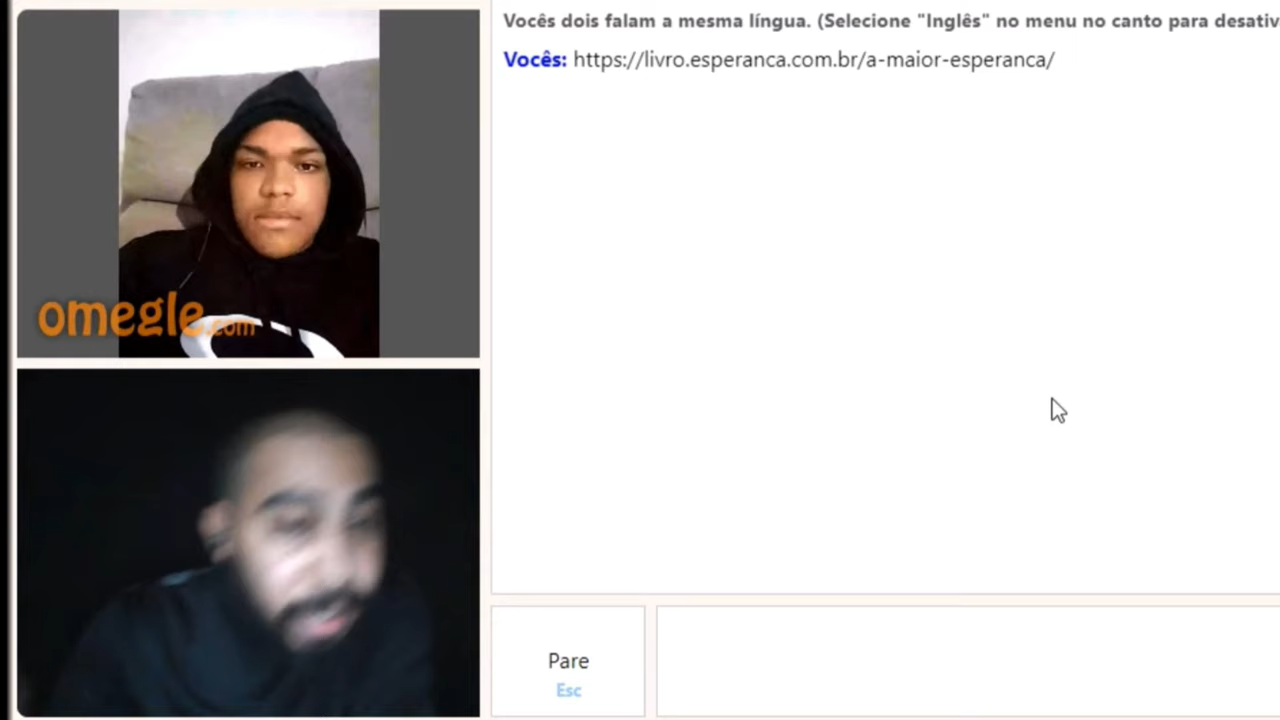 Vocês dois falam a mesma língua. (Selecione "Inglês" no menu no canto para desativ
Vocês: https://livro.esperanca.com.br/a-maior-esperanca/
omegle.com
Pare
Esc